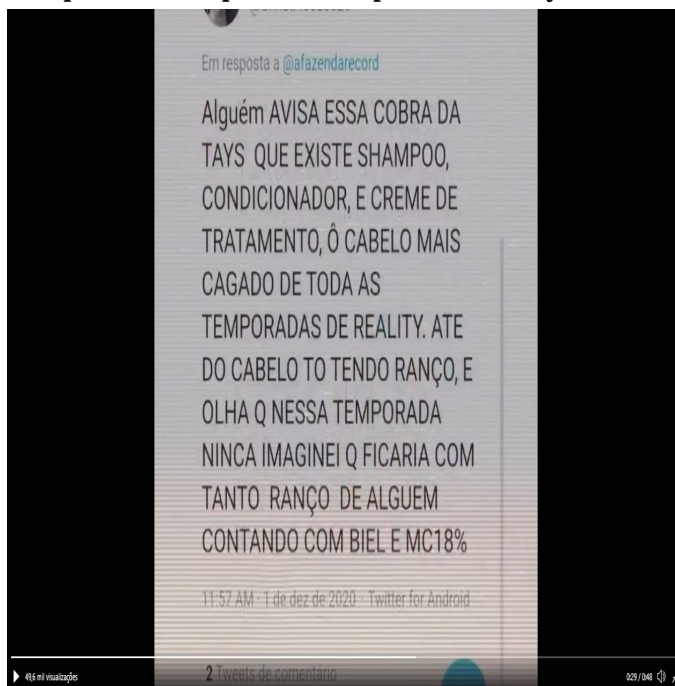 Em resposta a @afazendarecord
Alguém AVISA ESSA COBRA DA
TAYS QUE EXISTE SHAMPOO,
CONDICIONADOR, E CREME DE
TRATAMENTO, Ô CABELO MAIS
CAGADO DE TODA AS
TEMPORADAS DE REALITY. ATE
DO CABELO TO TENDO RANÇO, E
OLHA Q NESSA TEMPORADA
NINCA IMAGINEI Q FICARIA COM
TANTO RANÇO DE ALGUEM
CONTANDO COM BIEL E MC18%
11:57 AM · 1 de dez de 2020 · Twitter for Android
2 Tweets de comentário
49,6 mil visualizações
0:29 / 0:48